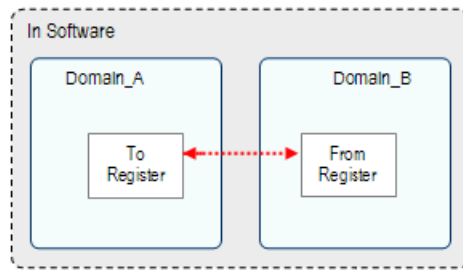 In Software
Domain_A
Domain_B
To
Register
From
Register